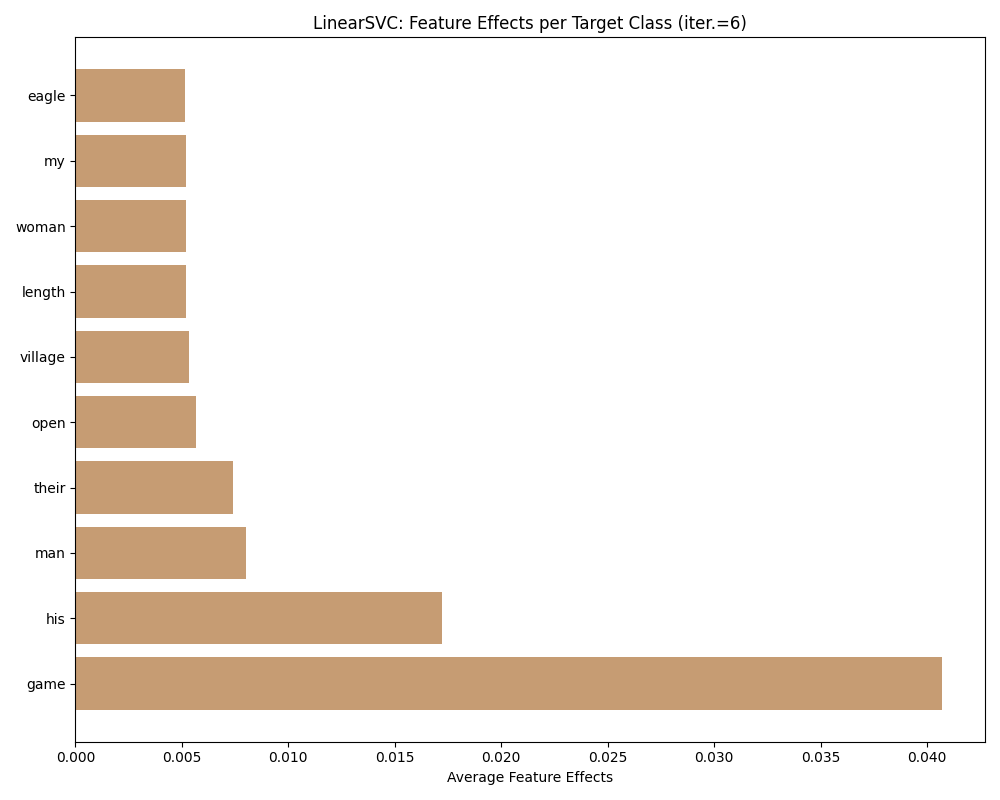 LinearSVC: Feature Effects per Target Class (iter.=6)
eagle
my
woman
length
village
open
their
man
his
game
0.000 0.005 0.010 0.015 0.020 0.025 0.030 0.035 0.040
Average Feature Effects